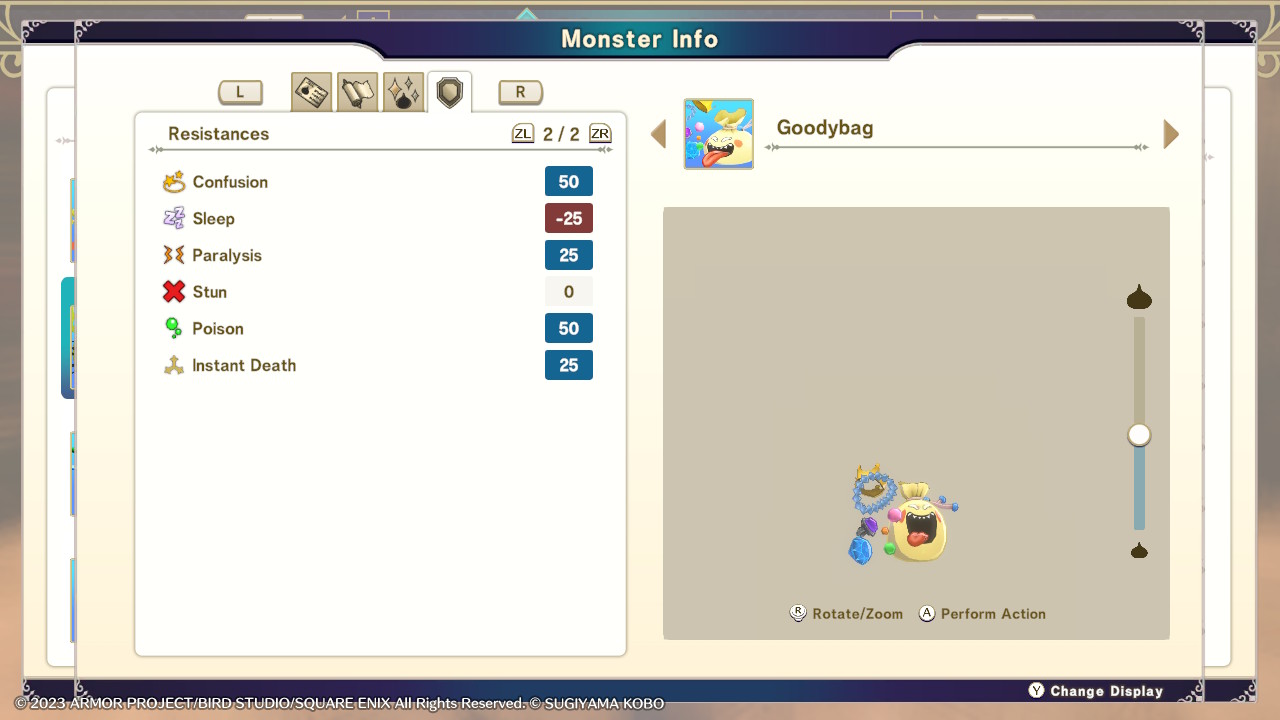 Monster Info
L
R
Resistances
ZL 2 / 2 ZR
Confusion 50
Sleep -25
Paralysis 25
Stun 0
Poison 50
Instant Death 25
Goodybag
R Rotate/Zoom A Perform Action
Y Change Display
© 2023 ARMOR PROJECT/BIRD STUDIO/SQUARE ENIX All Rights Reserved. © SUGIYAMA KOBO